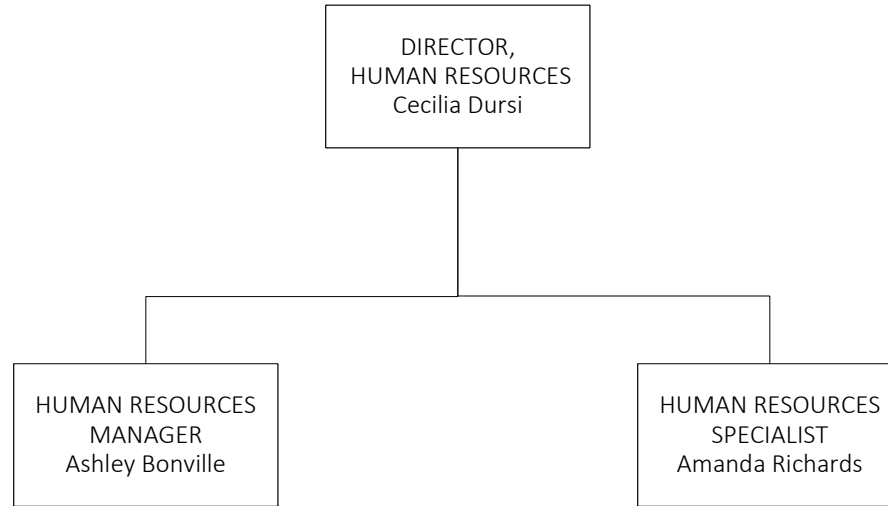 DIRECTOR,
HUMAN RESOURCES
Cecilia Dursi
HUMAN RESOURCES
MANAGER
Ashley Bonville
HUMAN RESOURCES
SPECIALIST
Amanda Richards